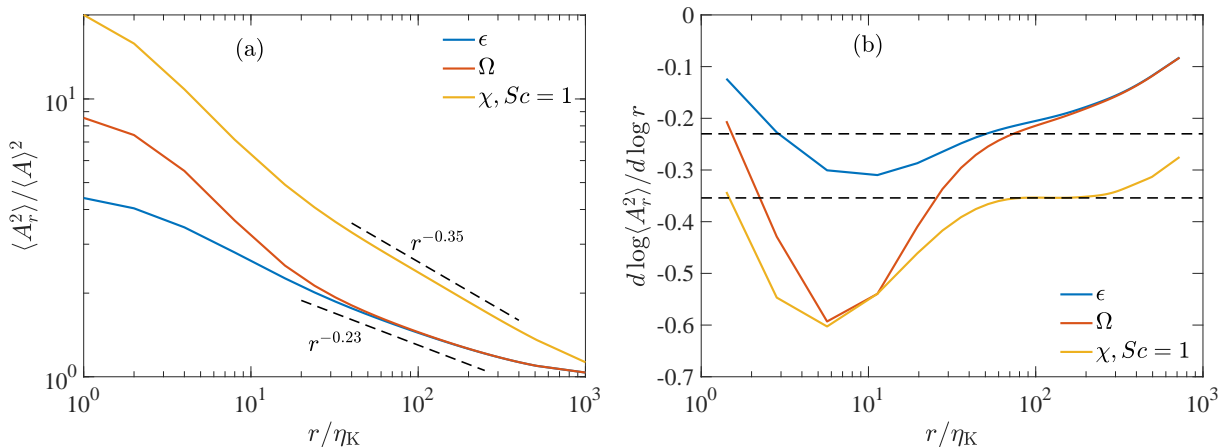 (a)
ϵ
Ω
χ, Sc = 1
10^1
10^0
⟨A_r^2⟩/⟨A⟩^2
r^{-0.35}
r^{-0.23}
10^0 10^1 10^2 10^3
r/η_K
(b)
0
-0.1
-0.2
-0.3
-0.4
-0.5
-0.6
-0.7
d log⟨A_r^2⟩/d log r
ϵ
Ω
χ, Sc = 1
10^0 10^1 10^2 10^3
r/η_K